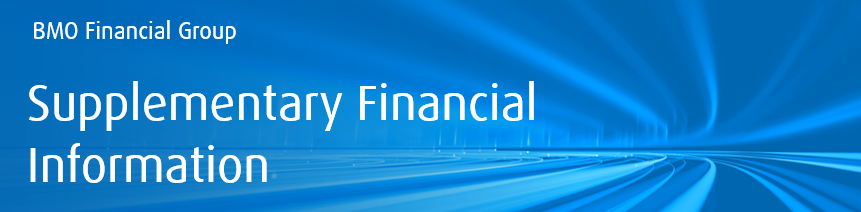 BMO Financial Group
Supplementary Financial
Information